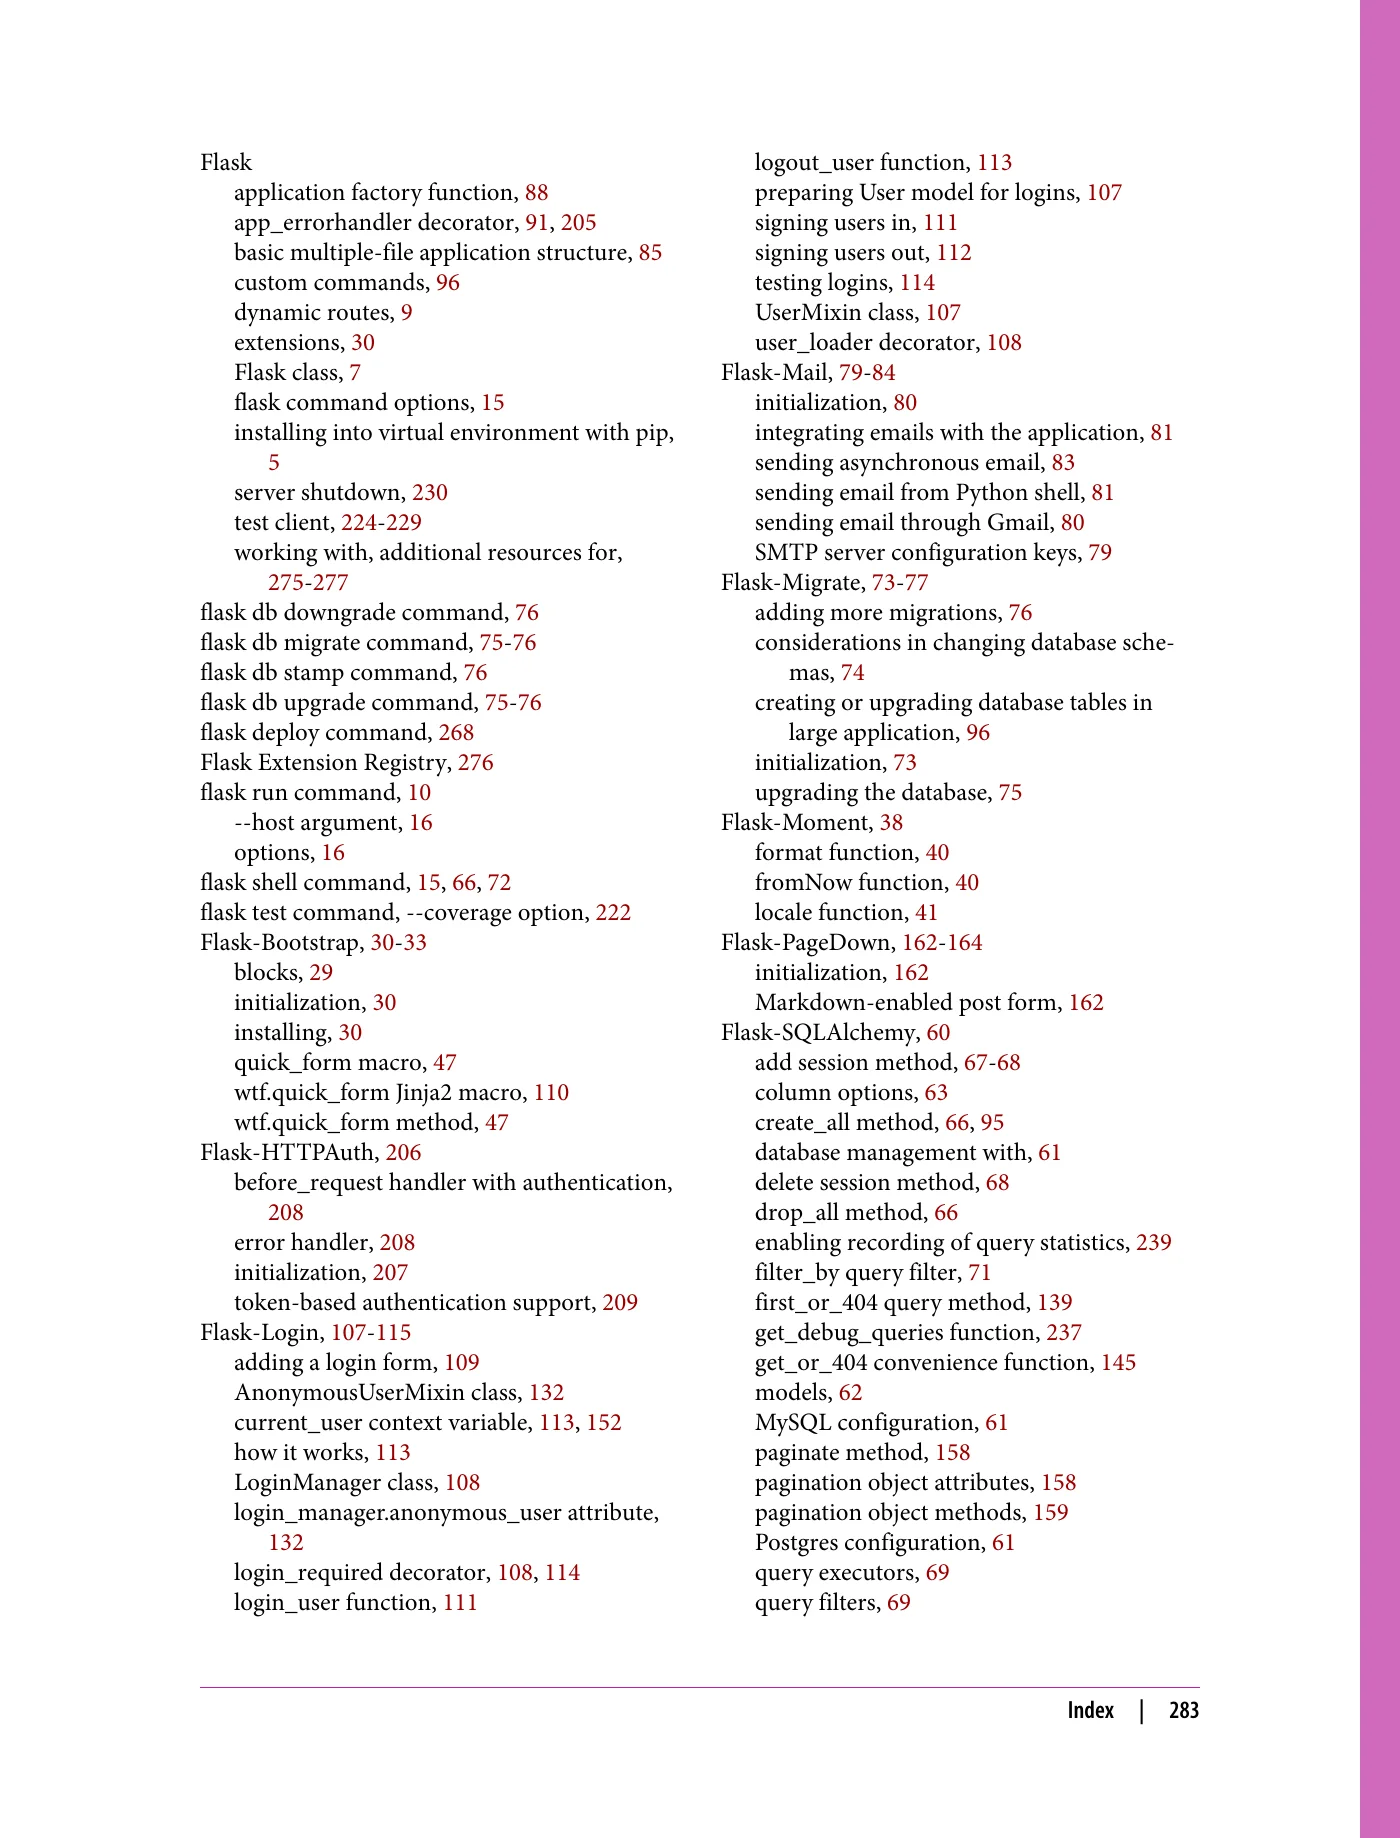 Flask
application factory function, 88
app_errorhandler decorator, 91, 205
basic multiple-file application structure, 85
custom commands, 96
dynamic routes, 9
extensions, 30
Flask class, 7
flask command options, 15
installing into virtual environment with pip,
5
server shutdown, 230
test client, 224-229
working with, additional resources for,
275-277
flask db downgrade command, 76
flask db migrate command, 75-76
flask db stamp command, 76
flask db upgrade command, 75-76
flask deploy command, 268
Flask Extension Registry, 276
flask run command, 10
--host argument, 16
options, 16
flask shell command, 15, 66, 72
flask test command, --coverage option, 222
Flask-Bootstrap, 30-33
blocks, 29
initialization, 30
installing, 30
quick_form macro, 47
wtf.quick_form Jinja2 macro, 110
wtf.quick_form method, 47
Flask-HTTPAuth, 206
before_request handler with authentication,
208
error handler, 208
initialization, 207
token-based authentication support, 209
Flask-Login, 107-115
adding a login form, 109
AnonymousUserMixin class, 132
current_user context variable, 113, 152
how it works, 113
LoginManager class, 108
login_manager.anonymous_user attribute,
132
login_required decorator, 108, 114
login_user function, 111
logout_user function, 113
preparing User model for logins, 107
signing users in, 111
signing users out, 112
testing logins, 114
UserMixin class, 107
user_loader decorator, 108
Flask-Mail, 79-84
initialization, 80
integrating emails with the application, 81
sending asynchronous email, 83
sending email from Python shell, 81
sending email through Gmail, 80
SMTP server configuration keys, 79
Flask-Migrate, 73-77
adding more migrations, 76
considerations in changing database sche-
mas, 74
creating or upgrading database tables in
large application, 96
initialization, 73
upgrading the database, 75
Flask-Moment, 38
format function, 40
fromNow function, 40
locale function, 41
Flask-PageDown, 162-164
initialization, 162
Markdown-enabled post form, 162
Flask-SQLAlchemy, 60
add session method, 67-68
column options, 63
create_all method, 66, 95
database management with, 61
delete session method, 68
drop_all method, 66
enabling recording of query statistics, 239
filter_by query filter, 71
first_or_404 query method, 139
get_debug_queries function, 237
get_or_404 convenience function, 145
models, 62
MySQL configuration, 61
paginate method, 158
pagination object attributes, 158
pagination object methods, 159
Postgres configuration, 61
query executors, 69
query filters, 69
Index | 283